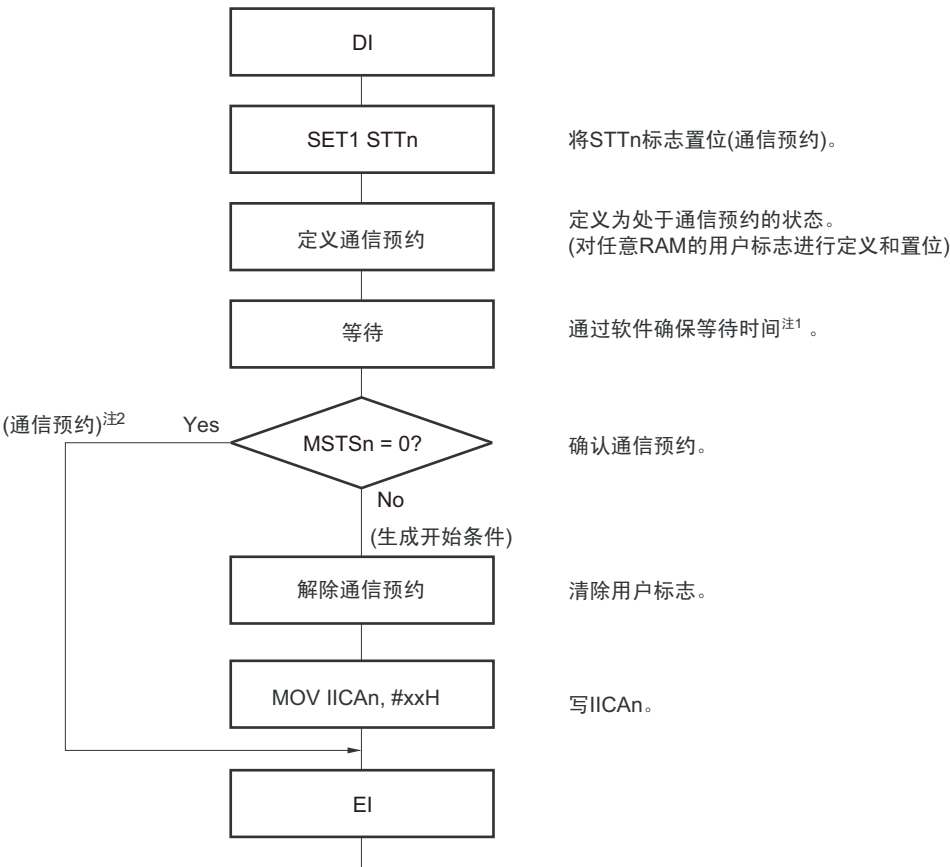 DI
SET1 STTn
将STTn标志置位(通信预约)。
定义通信预约
定义为处于通信预约的状态。
(对任意RAM的用户标志进行定义和置位)
等待
通过软件确保等待时间注1 。
(通信预约)注2
Yes
MSTSn = 0?
确认通信预约。
No
(生成开始条件)
解除通信预约
清除用户标志。
MOV IICAn, #xxH
写IICAn。
EI